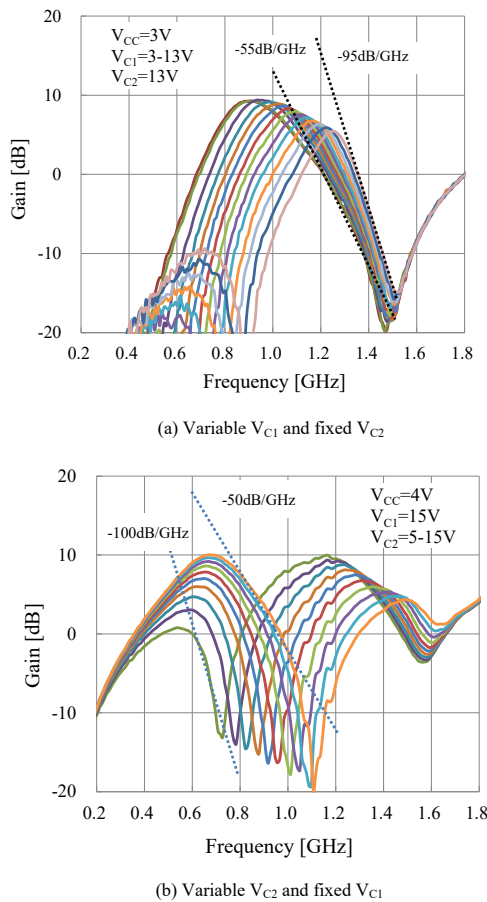 20
10
0
-10
-20
Gain [dB]
V_CC=3V
V_C1=3-13V
V_C2=13V
-55dB/GHz
-95dB/GHz
0.2 0.4 0.6 0.8 1.0 1.2 1.4 1.6 1.8
Frequency [GHz]
(a) Variable V_C1 and fixed V_C2
20
10
0
-10
-20
Gain [dB]
-50dB/GHz
-100dB/GHz
V_CC=4V
V_C1=15V
V_C2=5-15V
0.2 0.4 0.6 0.8 1.0 1.2 1.4 1.6 1.8
Frequency [GHz]
(b) Variable V_C2 and fixed V_C1